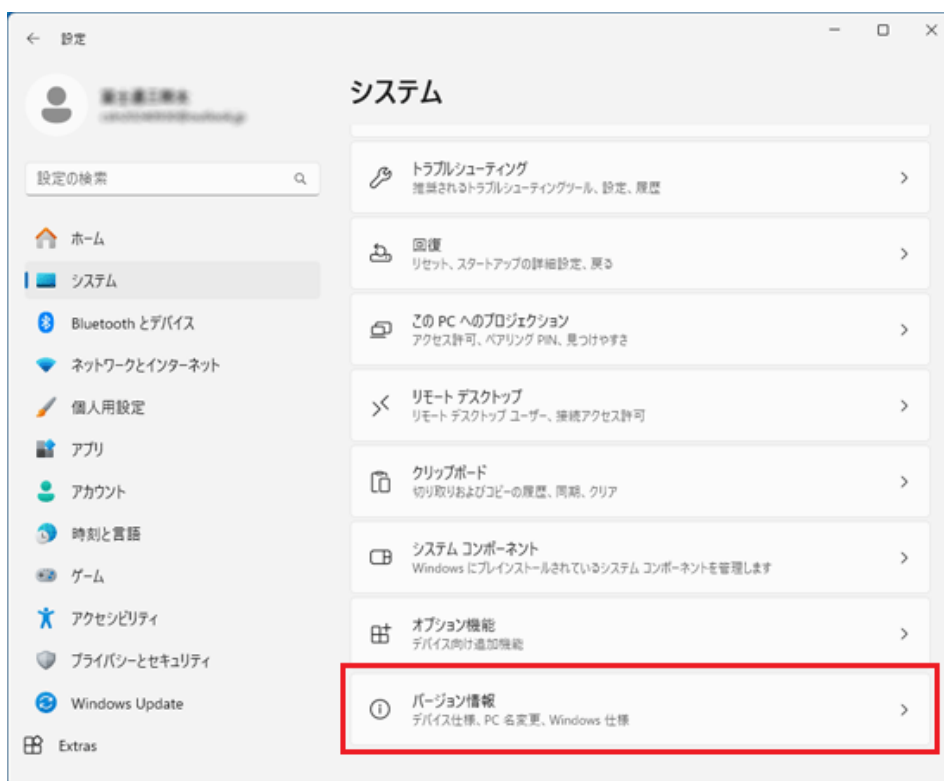 設定
システム
設定の検索
ホーム
システム
Bluetooth とデバイス
ネットワークとインターネット
個人用設定
アプリ
アカウント
時刻と言語
ゲーム
アクセシビリティ
プライバシーとセキュリティ
Windows Update
Extras
トラブルシューティング
推奨されるトラブルシューティングツール、設定、履歴
回復
リセット、スタートアップの詳細設定、戻る
この PC へのプロジェクション
アクセス許可、ペアリング PIN、見つけやすさ
リモート デスクトップ
リモート デスクトップ ユーザー、接続アクセス許可
クリップボード
切り取りおよびコピーの履歴、同期、クリア
システム コンポーネント
Windows にプレインストールされているシステム コンポーネントを管理します
オプション機能
デバイス向け追加機能
バージョン情報
デバイス仕様、PC 名変更、Windows 仕様